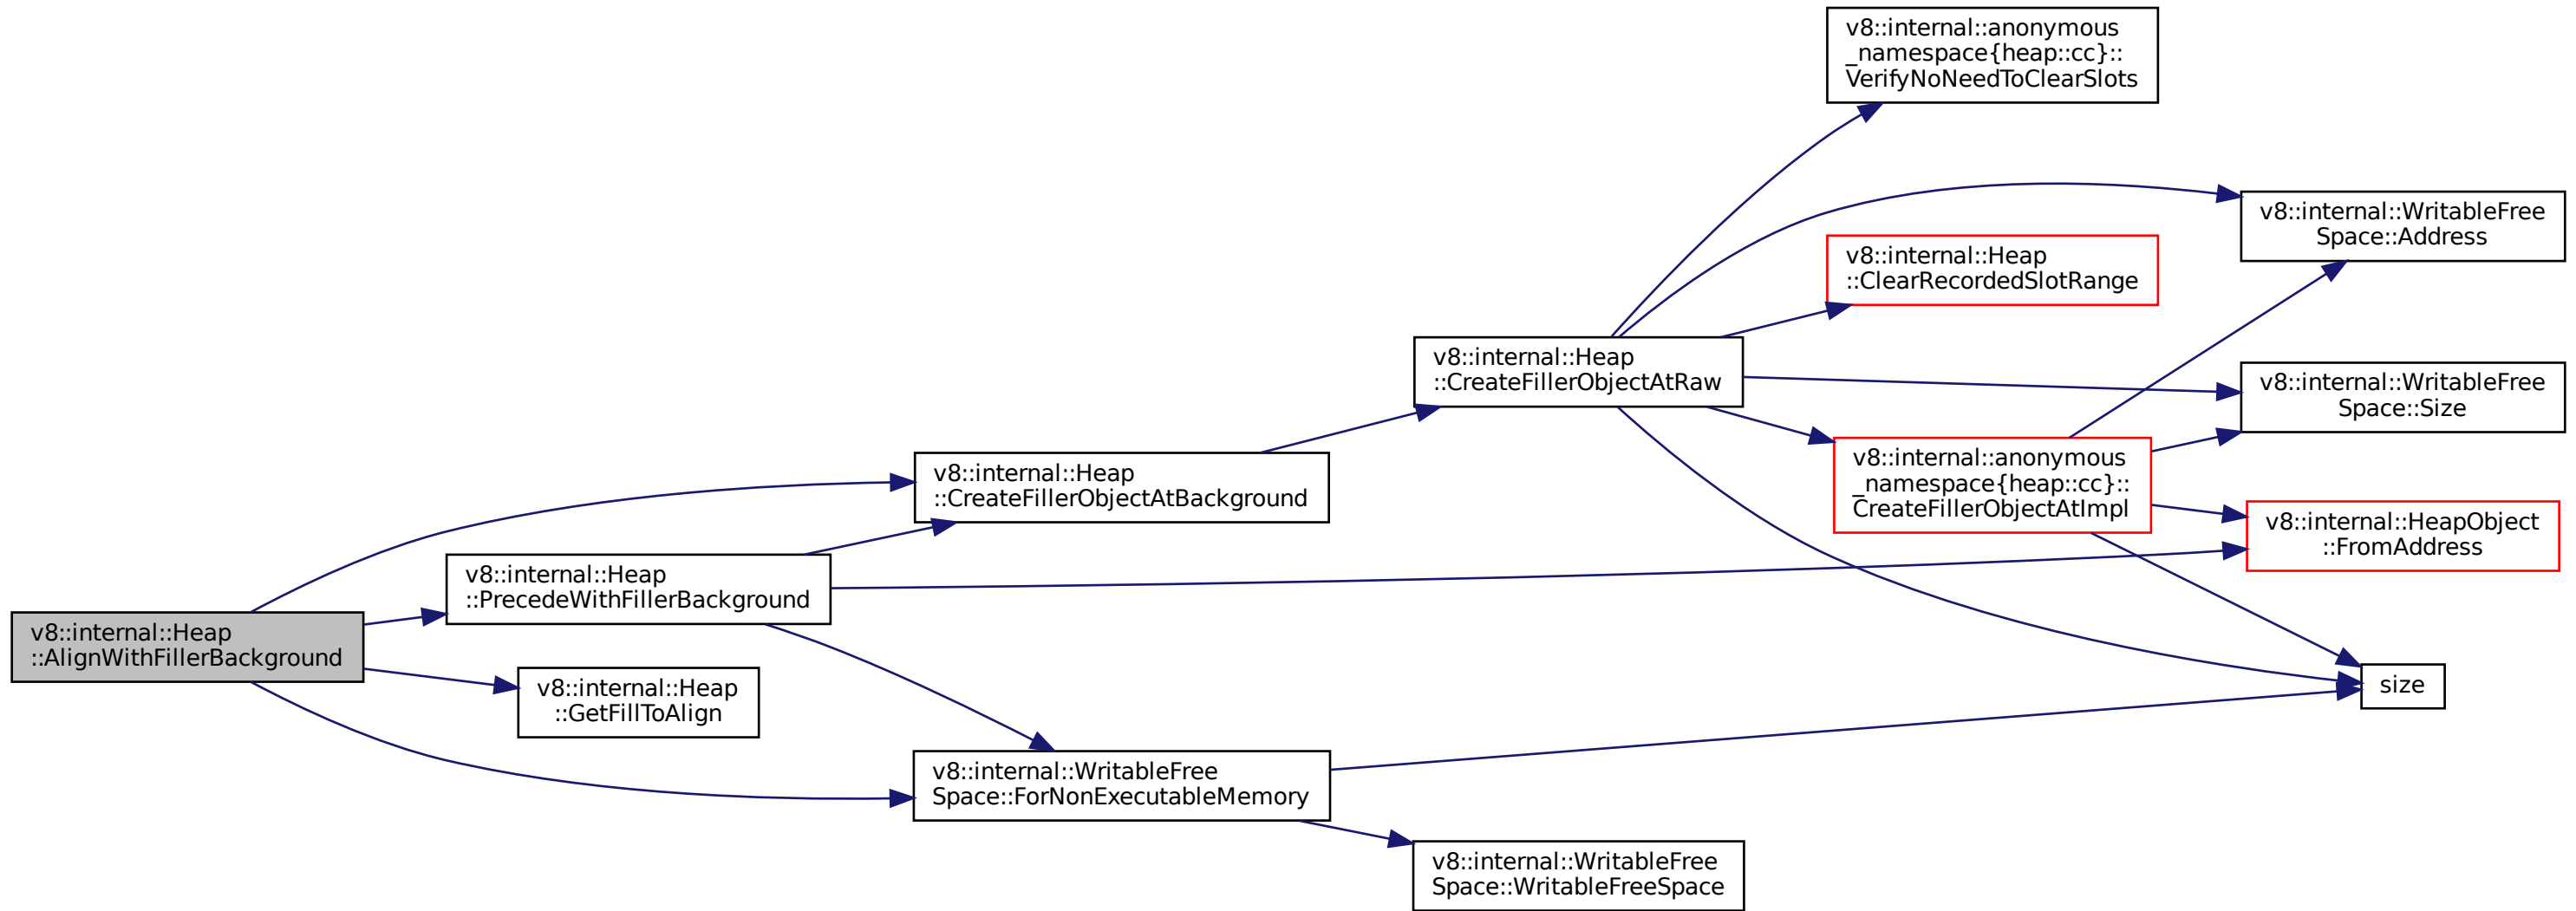 v8::internal::anonymous
_namespace{heap::cc}::
VerifyNoNeedToClearSlots
v8::internal::WritableFree
Space::Address
v8::internal::Heap
::ClearRecordedSlotRange
v8::internal::Heap
::CreateFillerObjectAtRaw
v8::internal::WritableFree
Space::Size
v8::internal::anonymous
_namespace{heap::cc}::
CreateFillerObjectAtImpl
v8::internal::Heap
::CreateFillerObjectAtBackground
v8::internal::HeapObject
::FromAddress
v8::internal::Heap
::PrecedeWithFillerBackground
v8::internal::Heap
::AlignWithFillerBackground
v8::internal::Heap
::GetFillToAlign
size
v8::internal::WritableFree
Space::ForNonExecutableMemory
v8::internal::WritableFree
Space::WritableFreeSpace